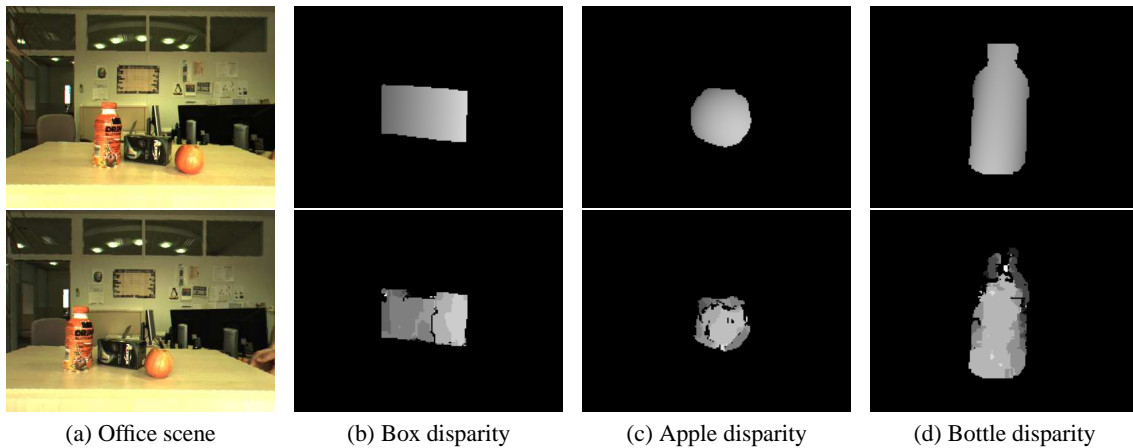 (a) Office scene
(b) Box disparity
(c) Apple disparity
(d) Bottle disparity